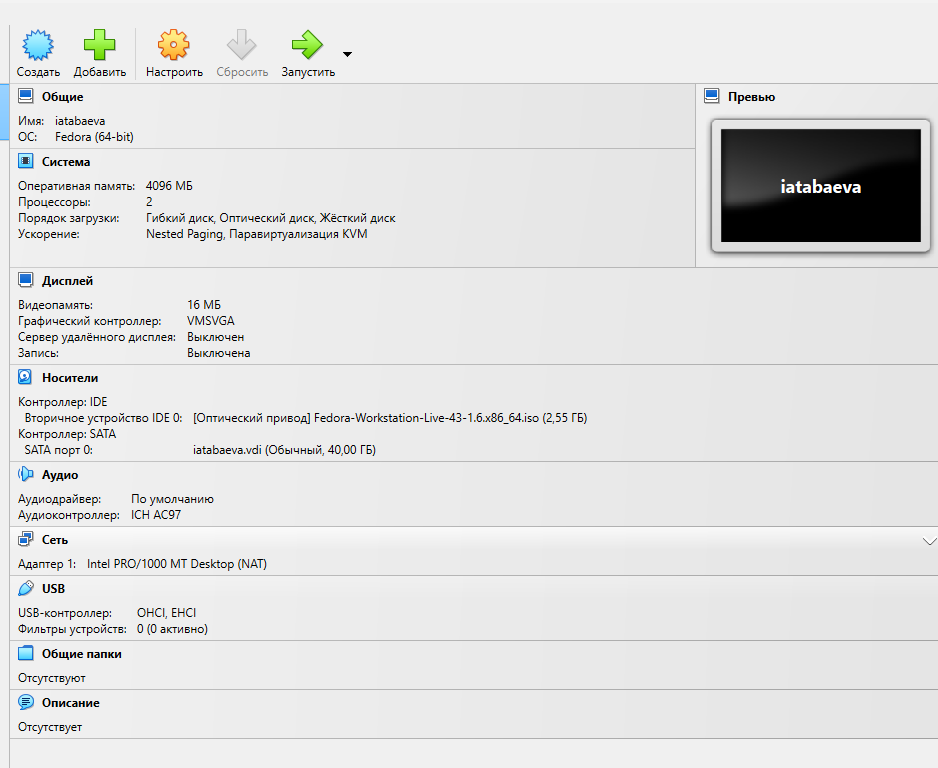 Создать Добавить Настроить Сбросить Запустить
Общие
Имя: iatabaeva
ОС: Fedora (64-bit)
Превью
iatabaeva
Система
Оперативная память: 4096 МБ
Процессоры: 2
Порядок загрузки: Гибкий диск, Оптический диск, Жёсткий диск
Ускорение: Nested Paging, Паравиртуализация KVM
Дисплей
Видеопамять: 16 МБ
Графический контроллер: VMSVGA
Сервер удалённого дисплея: Выключен
Запись: Выключена
Носители
Контроллер: IDE
Вторичное устройство IDE 0: [Оптический привод] Fedora-Workstation-Live-43-1.6.x86_64.iso (2,55 ГБ)
Контроллер: SATA
SATA порт 0: iatabaeva.vdi (Обычный, 40,00 ГБ)
Аудио
Аудиодрайвер: По умолчанию
Аудиоконтроллер: ICH AC97
Сеть
Адаптер 1: Intel PRO/1000 MT Desktop (NAT)
USB
USB-контроллер: OHCI, EHCI
Фильтры устройств: 0 (0 активно)
Общие папки
Отсутствуют
Описание
Отсутствует